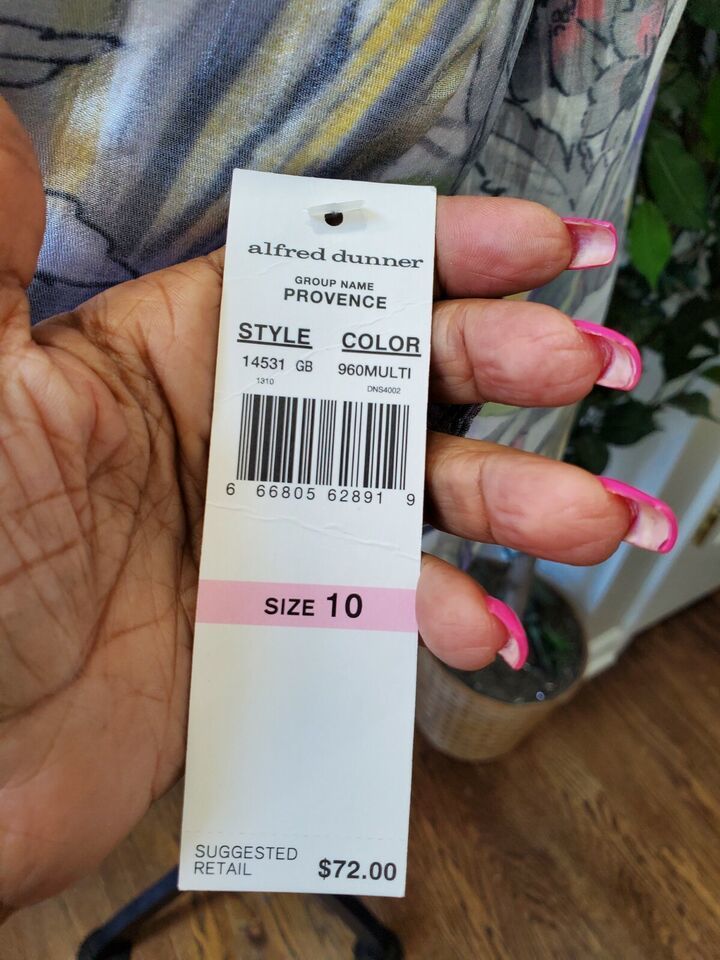 alfred dunner
GROUP NAME
PROVENCE
STYLE COLOR
14531 GB 960MULTI
1310 DNS4002
6 66805 62891 9
SIZE 10
SUGGESTED
RETAIL $72.00